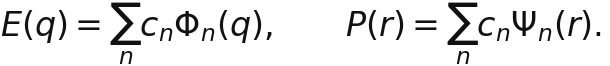 E(q) = ∑ₙ cₙΦₙ(q),  P(r) = ∑ₙ cₙΨₙ(r).